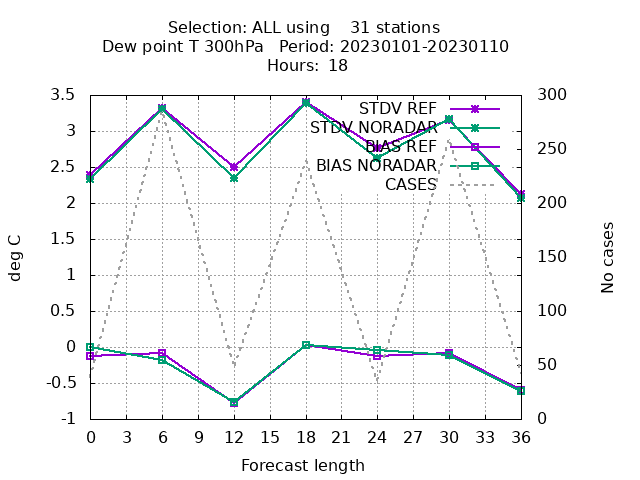 Selection: ALL using    31 stations
Dew point T 300hPa   Period: 20230101-20230110
Hours: 18
deg C
No cases
3.5
3
2.5
2
1.5
1
0.5
0
-0.5
-1
300
250
200
150
100
50
0
STDV REF
STDV NORADAR
BIAS REF
BIAS NORADAR
CASES
0 3 6 9 12 15 18 21 24 27 30 33 36
Forecast length